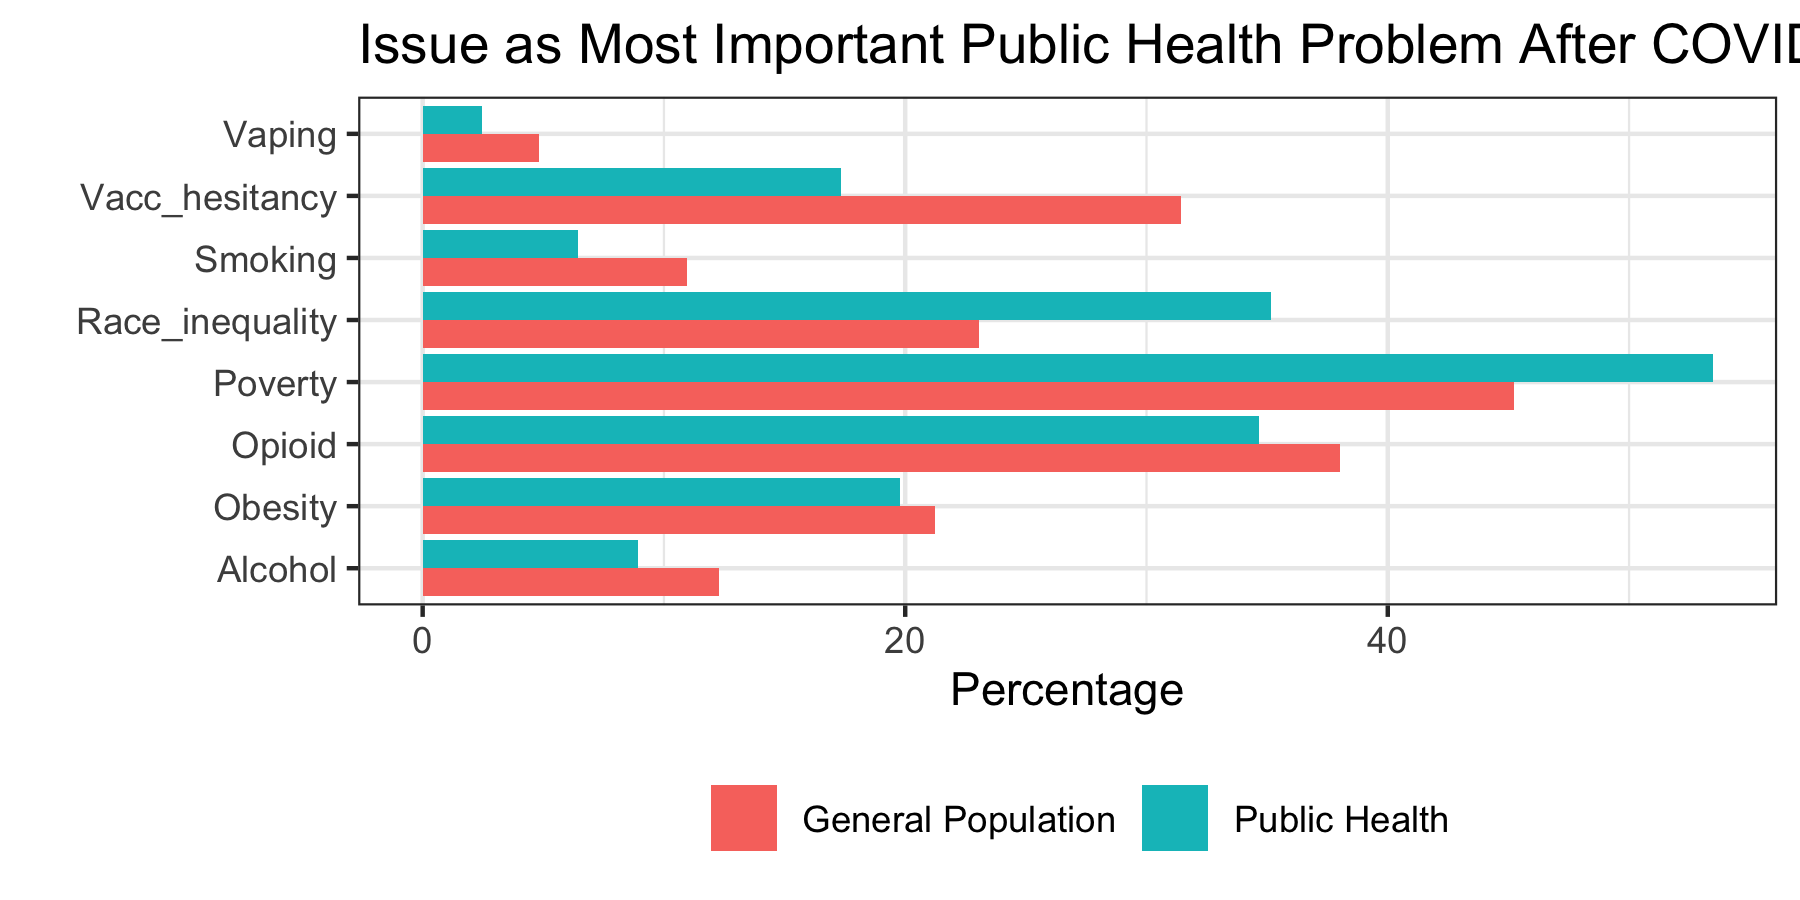 Issue as Most Important Public Health Problem After COVID
Vaping
Vacc_hesitancy
Smoking
Race_inequality
Poverty
Opioid
Obesity
Alcohol
0 20 40
Percentage
General Population Public Health